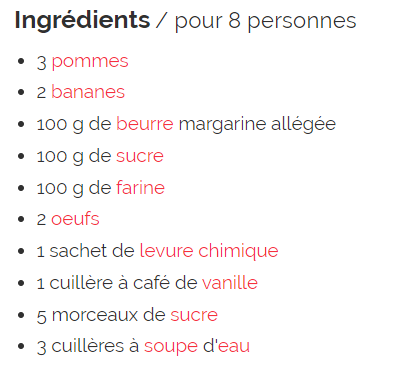 Ingrédients / pour 8 personnes
• 3 pommes
• 2 bananes
• 100 g de beurre margarine allégée
• 100 g de sucre
• 100 g de farine
• 2 oeufs
• 1 sachet de levure chimique
• 1 cuillère à café de vanille
• 5 morceaux de sucre
• 3 cuillères à soupe d'eau